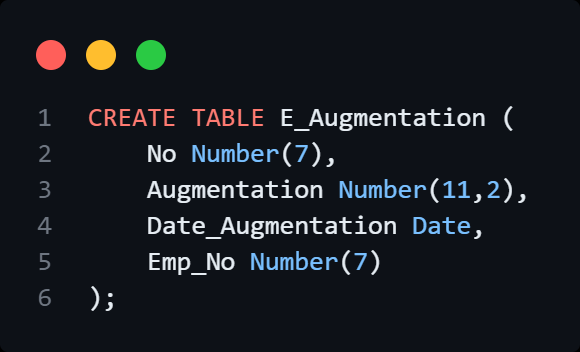 1 CREATE TABLE E_Augmentation (
2     No Number(7),
3     Augmentation Number(11,2),
4     Date_Augmentation Date,
5     Emp_No Number(7)
6 );